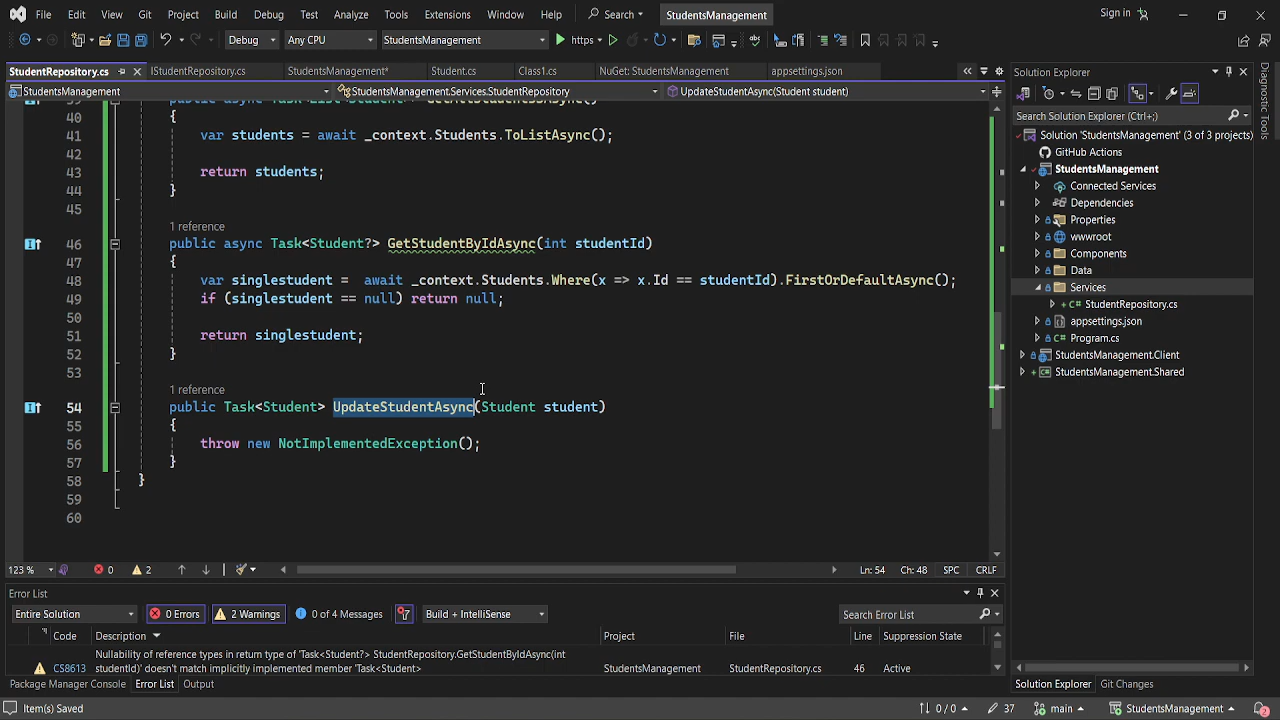 File Edit View Git Project Build Debug Test Analyze Tools Extensions Window Help Search StudentsManagement Sign in
Debug Any CPU StudentsManagement https
StudentRepository.cs IStudentRepository.cs StudentsManagement* Student.cs Class1.cs NuGet: StudentsManagement appsettings.json
StudentsManagement StudentsManagement.Services.StudentRepository UpdateStudentAsync(Student student)
40 {
41 var students = await _context.Students.ToListAsync();
42
43 return students;
44 }
45
1 reference
46 public async Task<Student?> GetStudentByIdAsync(int studentId)
47 {
48 var singlestudent = await _context.Students.Where(x => x.Id == studentId).FirstOrDefaultAsync();
49 if (singlestudent == null) return null;
50
51 return singlestudent;
52 }
53
1 reference
54 public Task<Student> UpdateStudentAsync(Student student)
55 {
56 throw new NotImplementedException();
57 }
58 }
59
60
123 % 0 2 Ln: 54 Ch: 48 SPC CRLF
Error List
Entire Solution 0 Errors 2 Warnings 0 of 4 Messages Build + IntelliSense Search Error List
Code Description Project File Line Suppression State
Nullability of reference types in return type of 'Task<Student?> StudentRepository.GetStudentByIdAsync(int
CS8613 studentId)' doesn't match implicitly implemented member 'Task<Student> StudentsManagement StudentRepository.cs 46 Active
Package Manager Console Error List Output
Solution Explorer
Search Solution Explorer (Ctrl+;)
Solution 'StudentsManagement' (3 of 3 projects)
GitHub Actions
StudentsManagement
Connected Services
Dependencies
Properties
wwwroot
Components
Data
Services
StudentRepository.cs
appsettings.json
Program.cs
StudentsManagement.Client
StudentsManagement.Shared
Solution Explorer Git Changes
Diagnostic Tools
Item(s) Saved 0 / 0 37 main StudentsManagement 2